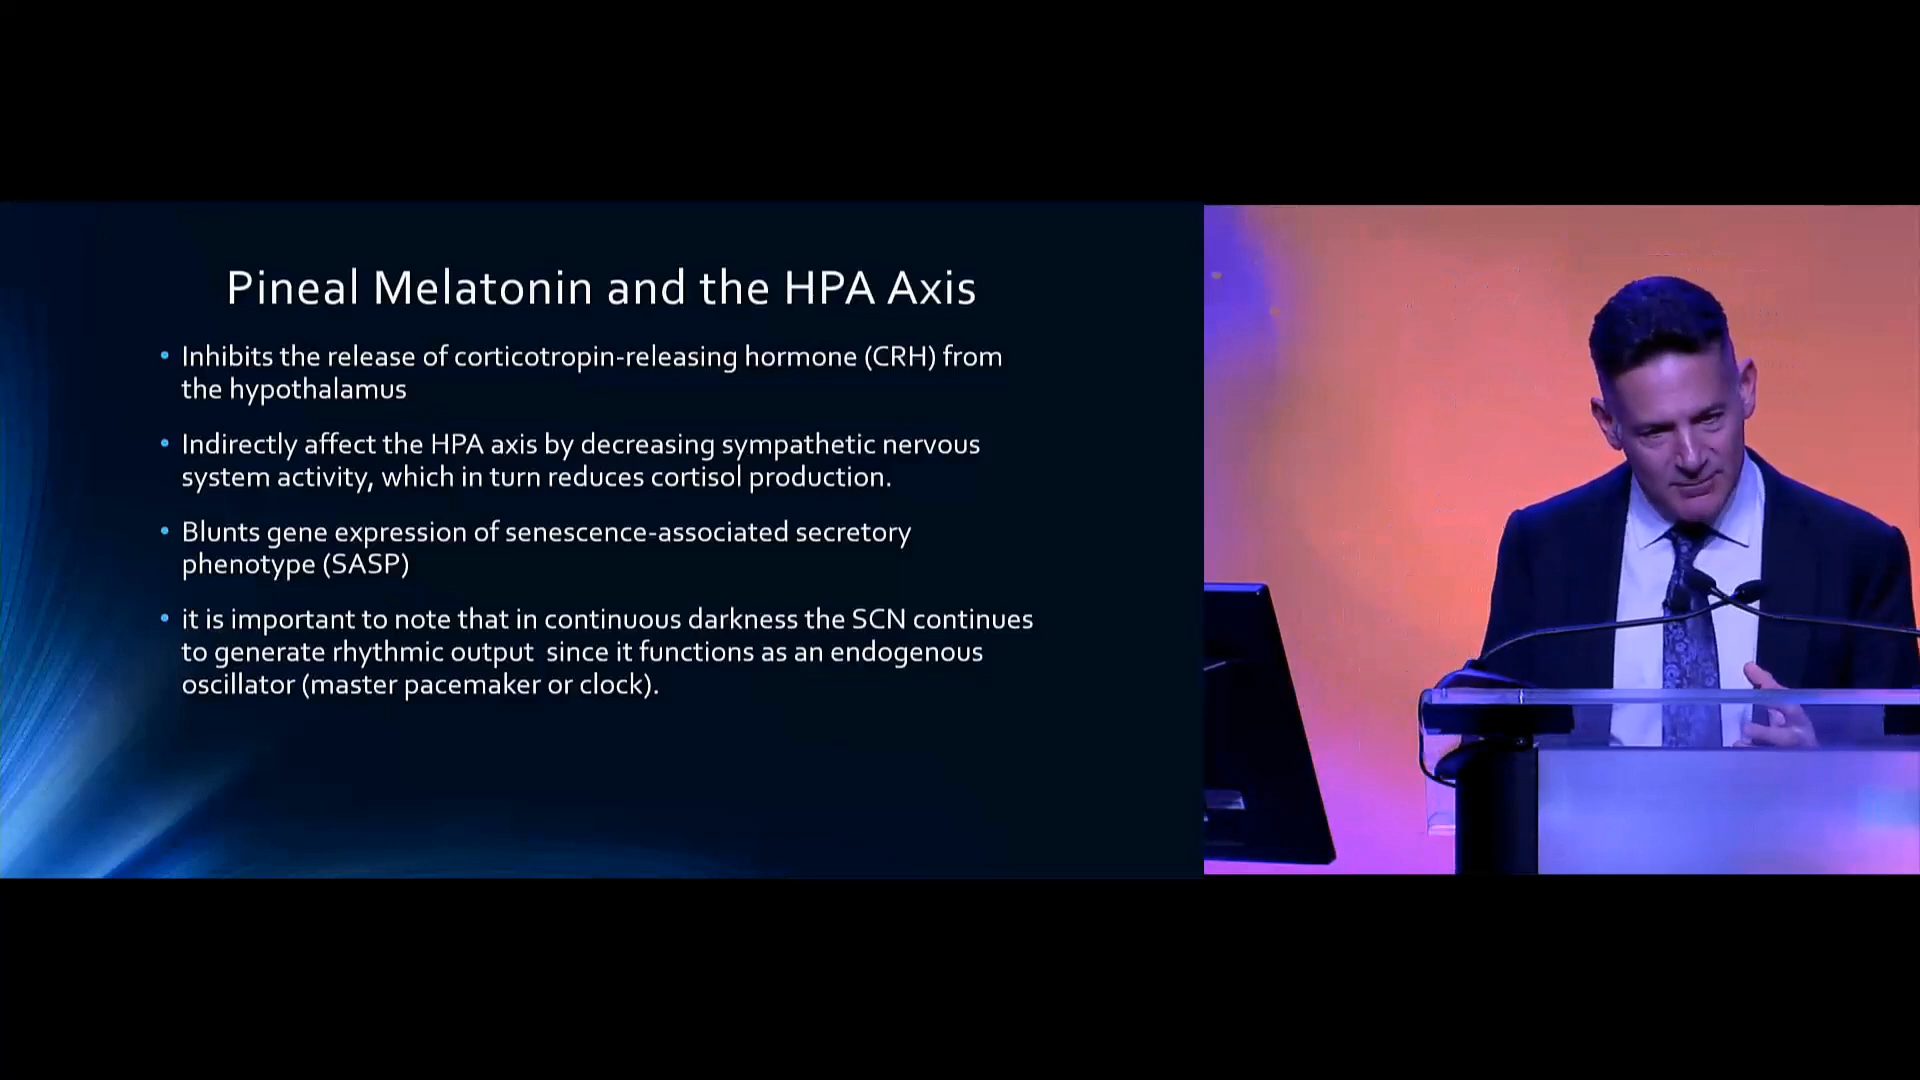 Pineal Melatonin and the HPA Axis
• Inhibits the release of corticotropin-releasing hormone (CRH) from
the hypothalamus
• Indirectly affect the HPA axis by decreasing sympathetic nervous
system activity, which in turn reduces cortisol production.
• Blunts gene expression of senescence-associated secretory
phenotype (SASP)
• it is important to note that in continuous darkness the SCN continues
to generate rhythmic output  since it functions as an endogenous
oscillator (master pacemaker or clock).